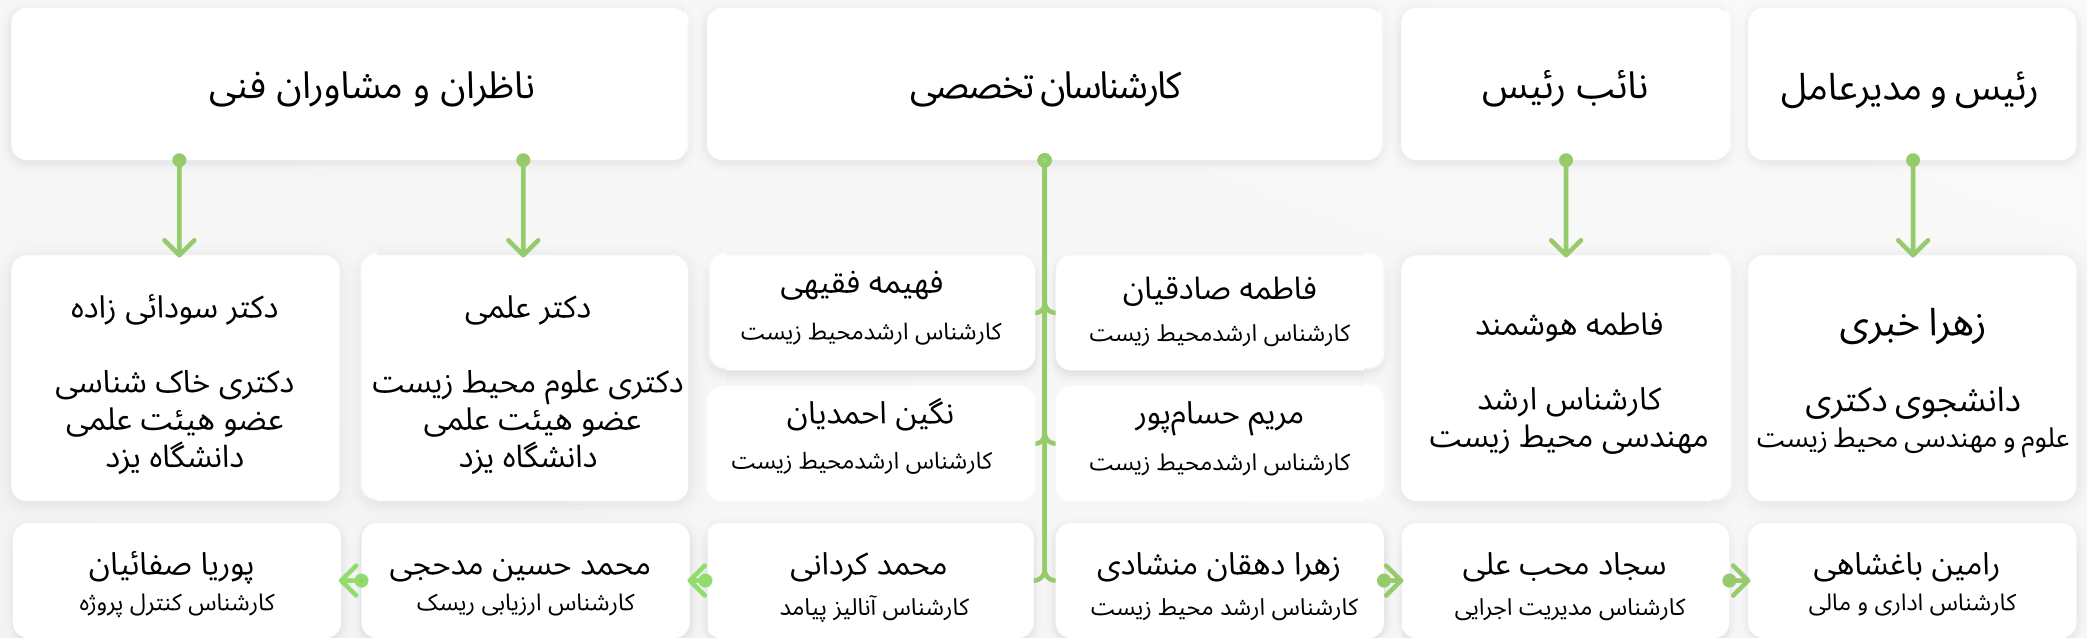 رئیس و مدیرعامل
نائب رئیس
کارشناسان تخصصی
ناظران و مشاوران فنی
زهرا خبری
دانشجوی دکتری
علوم و مهندسی محیط زیست
فاطمه هوشمند
کارشناس ارشد
مهندسی محیط زیست
فاطمه صادقیان
کارشناس ارشدمحیط زیست
فهیمه فقیهی
کارشناس ارشدمحیط زیست
مریم حسام‌پور
کارشناس ارشدمحیط زیست
نگین احمدیان
کارشناس ارشدمحیط زیست
دکتر علمی
دکتری علوم محیط زیست
عضو هیئت علمی
دانشگاه یزد
دکتر سودائی زاده
دکتری خاک شناسی
عضو هیئت علمی
دانشگاه یزد
رامین باغشاهی
کارشناس اداری و مالی
سجاد محب علی
کارشناس مدیریت اجرایی
زهرا دهقان منشادی
کارشناس ارشد محیط زیست
محمد کردانی
کارشناس آنالیز پیامد
محمد حسین مدحجی
کارشناس ارزیابی ریسک
پوریا صفائیان
کارشناس کنترل پروژه